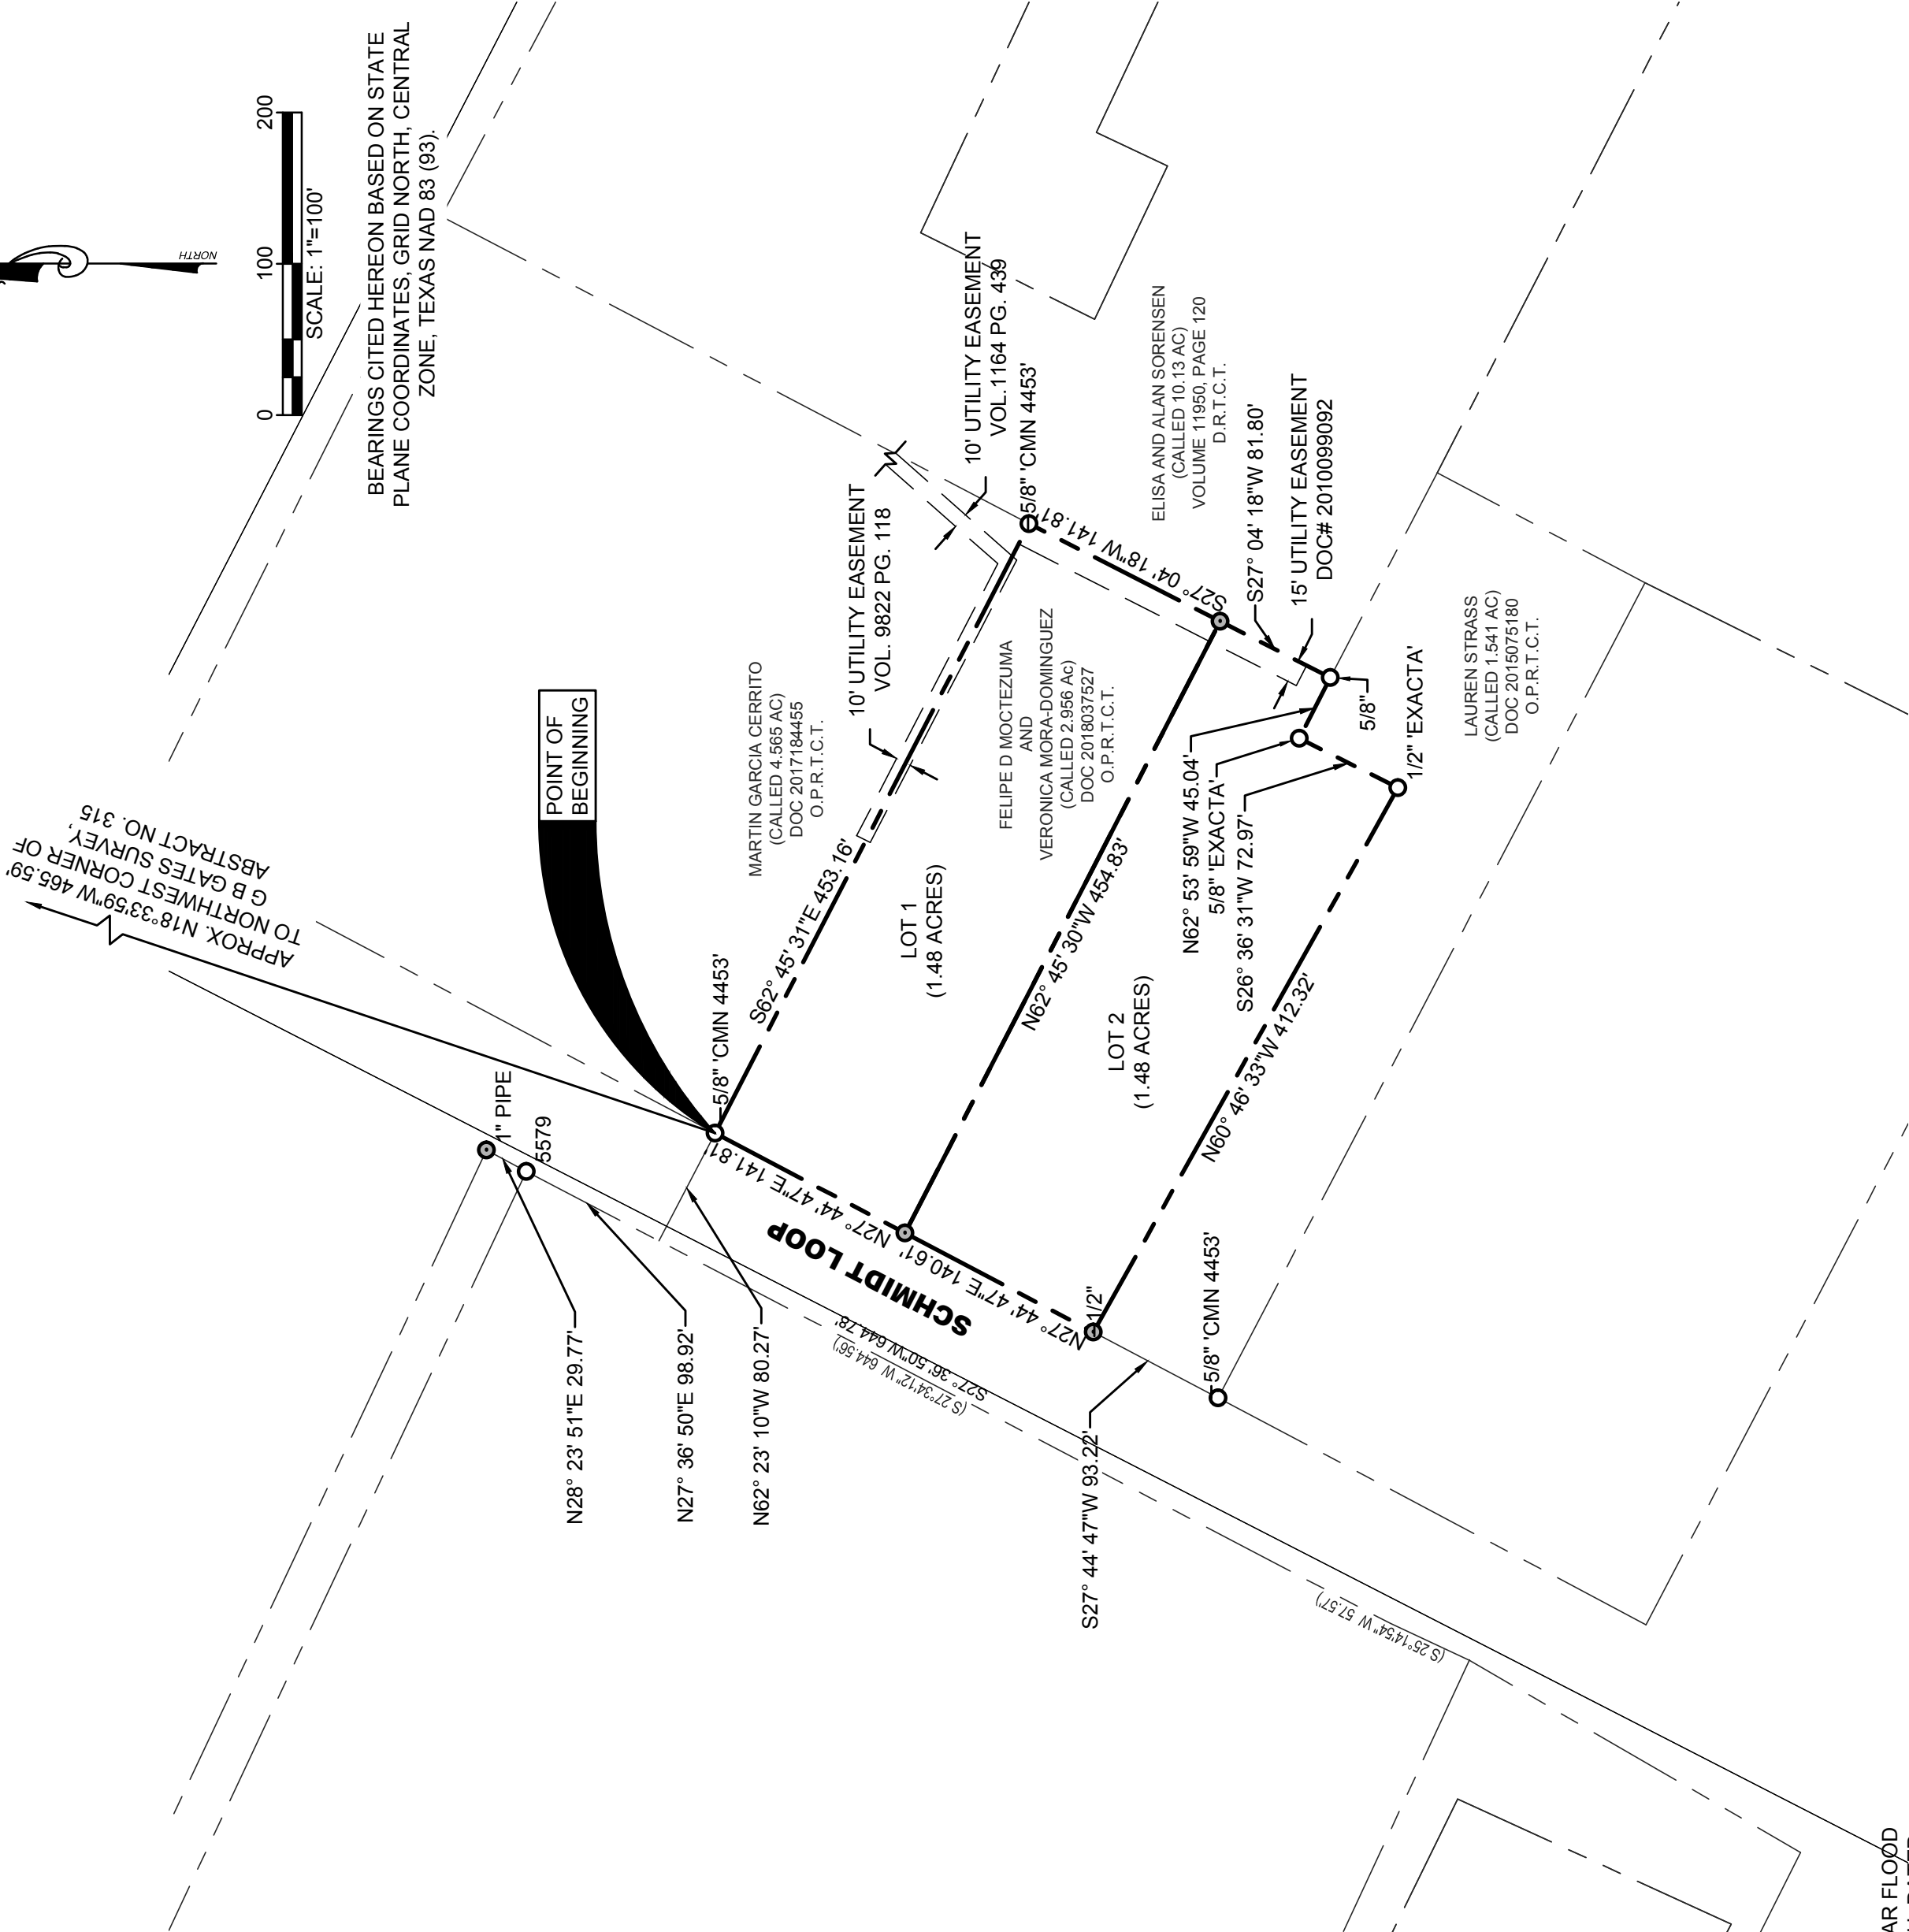 NORTH
0
100
200
SCALE: 1"=100'
BEARINGS CITED HEREON BASED ON STATE
PLANE COORDINATES, GRID NORTH, CENTRAL
ZONE, TEXAS NAD 83 (93).
APPROX. N18°33'59"W 465.59'
TO NORTHWEST CORNER OF
G B GATES SURVEY,
ABSTRACT NO. 315
POINT OF
BEGINNING
1" PIPE
5579
5/8" 'CMN 4453'
N28° 23' 51"E 29.77'
N27° 36' 50"E 98.92'
N62° 23' 10"W 80.27'
MARTIN GARCIA CERRITO
(CALLED 4.565 AC)
DOC 2017184455
O.P.R.T.C.T.
10' UTILITY EASEMENT
VOL. 9822 PG. 118
10' UTILITY EASEMENT
VOL.1164 PG. 439
5/8" 'CMN 4453'
S62° 45' 31"E 453.16'
LOT 1
(1.48 ACRES)
FELIPE D MOCTEZUMA
AND
VERONICA MORA-DOMINGUEZ
(CALLED 2.956 Ac)
DOC 2018037527
O.P.R.T.C.T.
S27° 04' 18"W 141.81'
ELISA AND ALAN SORENSEN
(CALLED 10.13 AC)
VOLUME 11950, PAGE 120
D.R.T.C.T.
S27° 04' 18"W 81.80'
15' UTILITY EASEMENT
DOC# 2010099092
N27° 44' 47"E 141.81'
SCHMIDT LOOP
N27° 44' 47"E 140.61'
N62° 45' 30"W 454.83'
LOT 2
(1.48 ACRES)
N62° 53' 59"W 45.04'
5/8" 'EXACTA'
S26° 36' 31"W 72.97'
5/8"
1/2" 'EXACTA'
N60° 46' 33"W 412.32'
1/2"
LAUREN STRASS
(CALLED 1.541 AC)
DOC 2015075180
O.P.R.T.C.T.
S27° 36' 50"W 644.78'
(S 27°34'12" W 644.56')
S27° 44' 47"W 93.22'
5/8" 'CMN 4453'
(S 25°14'54" W 57.57')
AR FLOOD